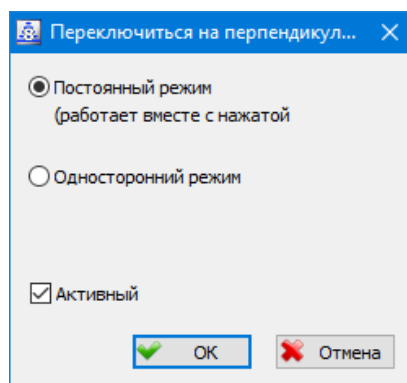 Переключиться на перпендикул...
Постоянный режим
(работает вместе с нажатой
Односторонний режим
Активный
OK
Отмена